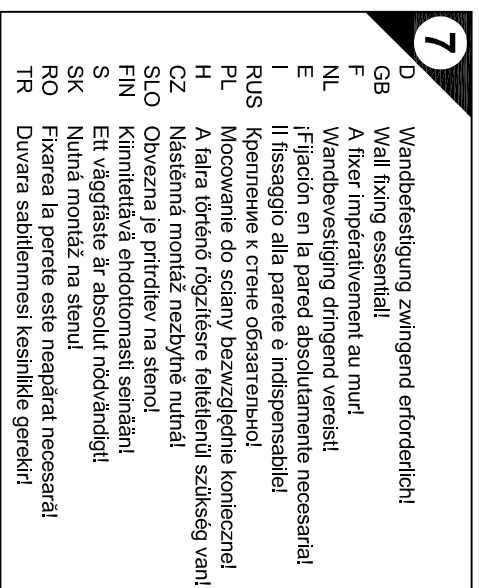 7
D Wandbefestigung zwingend erforderlich!
GB Wall fixing essential!
F A fixer impérativement au mur!
NL Wandbevestiging dringend vereist!
E ¡Fijación en la pared absolutamente necesaria!
I Il fissaggio alla parete è indispensabile!
RUS Крепление к стене обязательно!
PL Mocowanie do sciany bezwzględnie konieczne!
H A falra történő rögzítésre feltétlenül szükség van!
CZ Nástěnná montáž nezbytně nutná!
SLO Obvezna je pritrditev na steno!
FIN Kiinnitettävä ehdottomasti seinään!
S Ett väggfäste är absolut nödvändigt!
SK Nutná montáž na stenu!
RO Fixarea la perete este neapărat necesară!
TR Duvara sabitlenmesi kesinlikle gerekir!